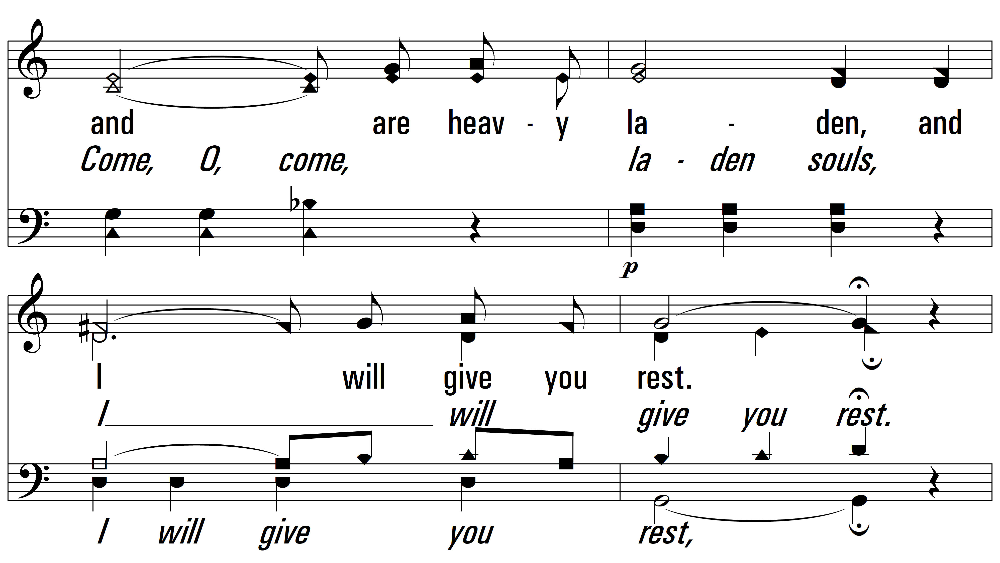 and are heav - y la - den, and
Come, O, come, la - den souls,
p
I will give you rest.
I will give you rest.
I will give you rest,